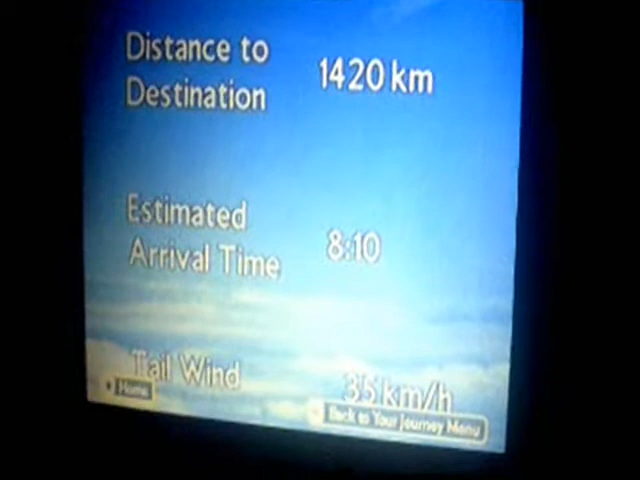 Distance to
Destination
1420 km
Estimated
Arrival Time
8:10
Tail Wind
35 km/h
Home
Back to Your Journey Menu